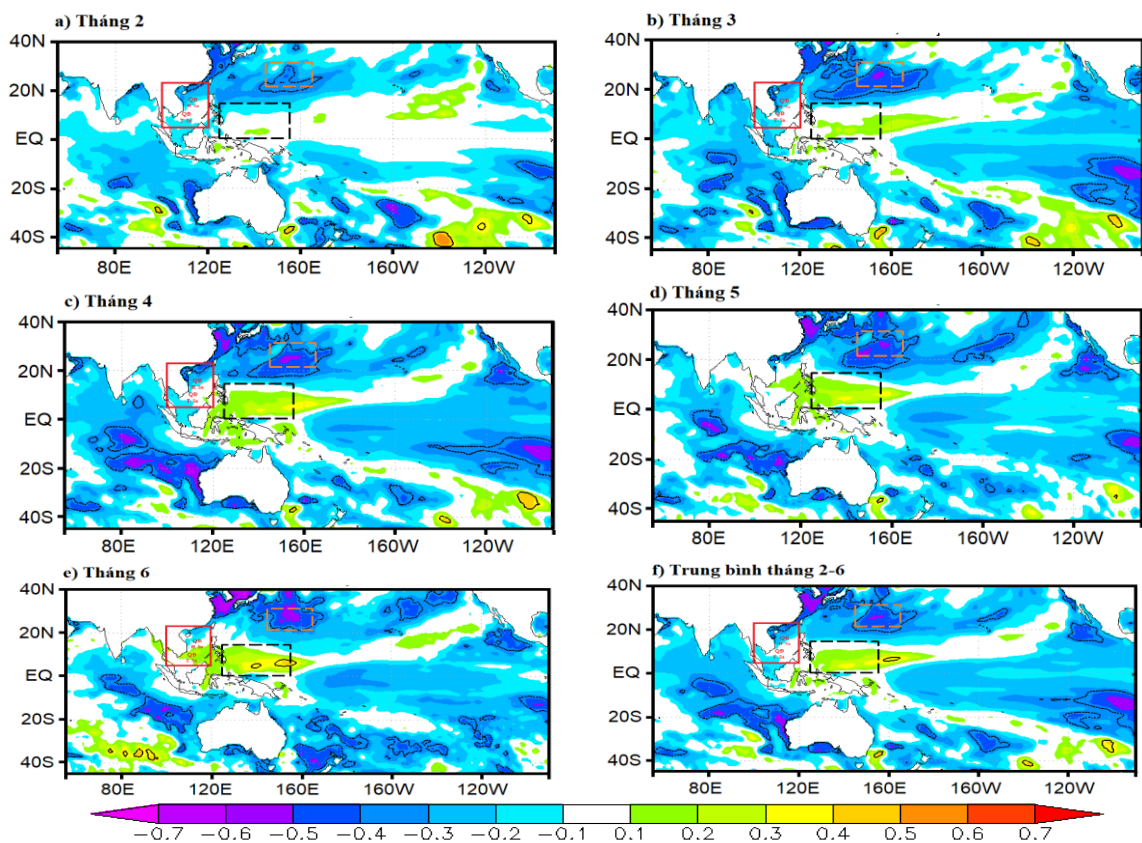 a) Tháng 2
b) Tháng 3
40N
20N
EQ
20S
40S
80E
120E
160E
160W
120W
40N
20N
EQ
20S
40S
80E
120E
160E
160W
120W
c) Tháng 4
d) Tháng 5
40N
20N
EQ
20S
40S
80E
120E
160E
160W
120W
40N
20N
EQ
20S
40S
80E
120E
160E
160W
120W
e) Tháng 6
f) Trung bình tháng 2-6
40N
20N
EQ
20S
40S
80E
120E
160E
160W
120W
40N
20N
EQ
20S
40S
80E
120E
160E
160W
120W
−0.7 −0.6 −0.5 −0.4 −0.3 −0.2 −0.1 0.1 0.2 0.3 0.4 0.5 0.6 0.7